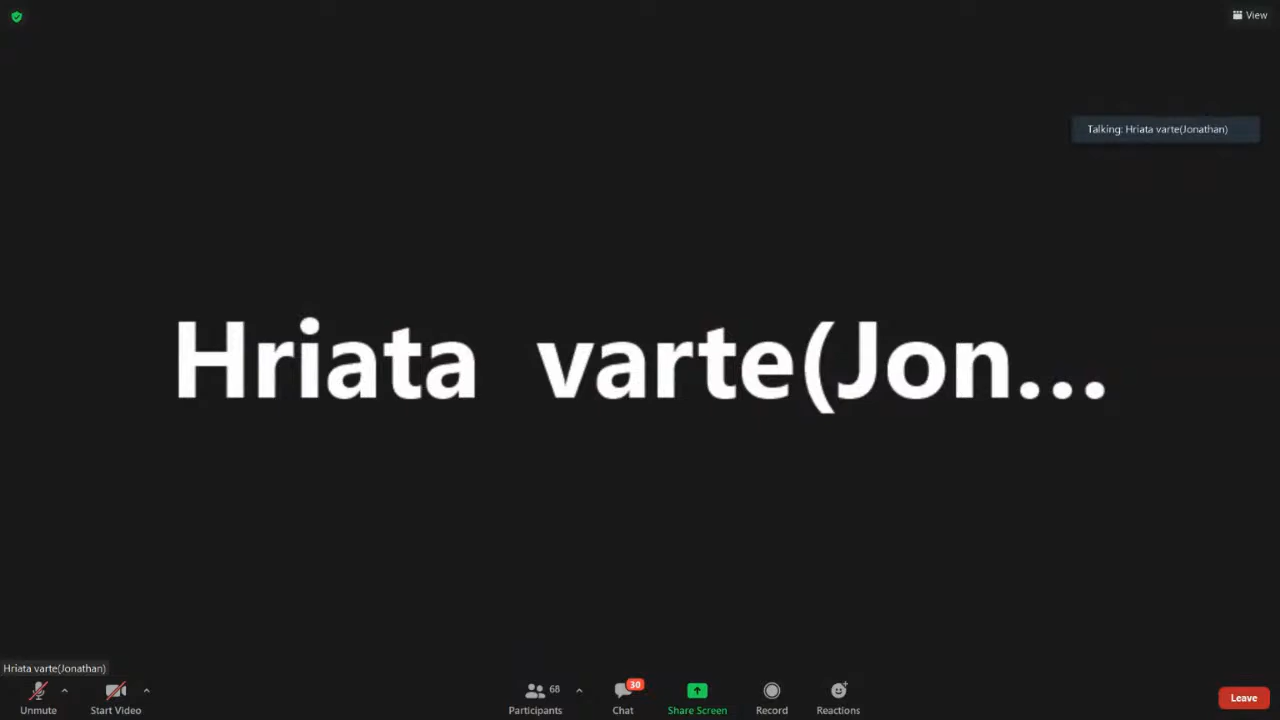 View
Talking: Hriata varte(Jonathan)
Hriata varte(Jon...
Hriata varte(Jonathan)
68
30
Unmute
Start Video
Participants
Chat
Share Screen
Record
Reactions
Leave